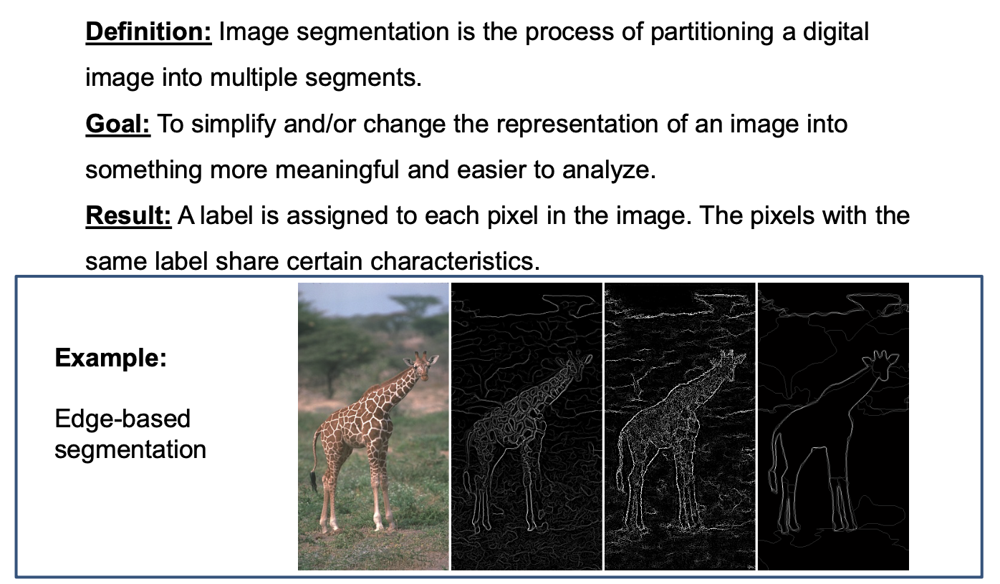 Definition: Image segmentation is the process of partitioning a digital
image into multiple segments.
Goal: To simplify and/or change the representation of an image into
something more meaningful and easier to analyze.
Result: A label is assigned to each pixel in the image. The pixels with the
same label share certain characteristics.
Example:
Edge-based
segmentation